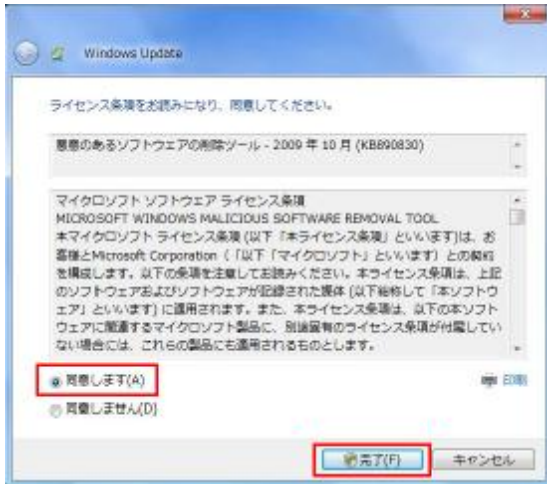 Windows Update
ライセンス条項をお読みになり、同意してください。
悪意のあるソフトウェアの削除ツール - 2009 年 10 月 (KB890830)
マイクロソフト ソフトウェア ライセンス条項
MICROSOFT WINDOWS MALICIOUS SOFTWARE REMOVAL TOOL
本マイクロソフト ライセンス条項 (以下「本ライセンス条項」といいます)は、お
客様とMicrosoft Corporation (「以下「マイクロソフト」といいます) との契約
を構成します。以下の条項を注意してお読みください。本ライセンス条項は、上記
のソフトウェアおよびソフトウェアが記録された媒体 (以下総称して「本ソフトウ
ェア」といいます) に適用されます。また、本ライセンス条項は、以下の本ソフト
ウェアに関連するマイクロソフト製品に、別途固有のライセンス条項が付属してい
ない場合には、これらの製品にも適用されるものとします。
同意します(A)
印刷
同意しません(D)
完了(F)
キャンセル